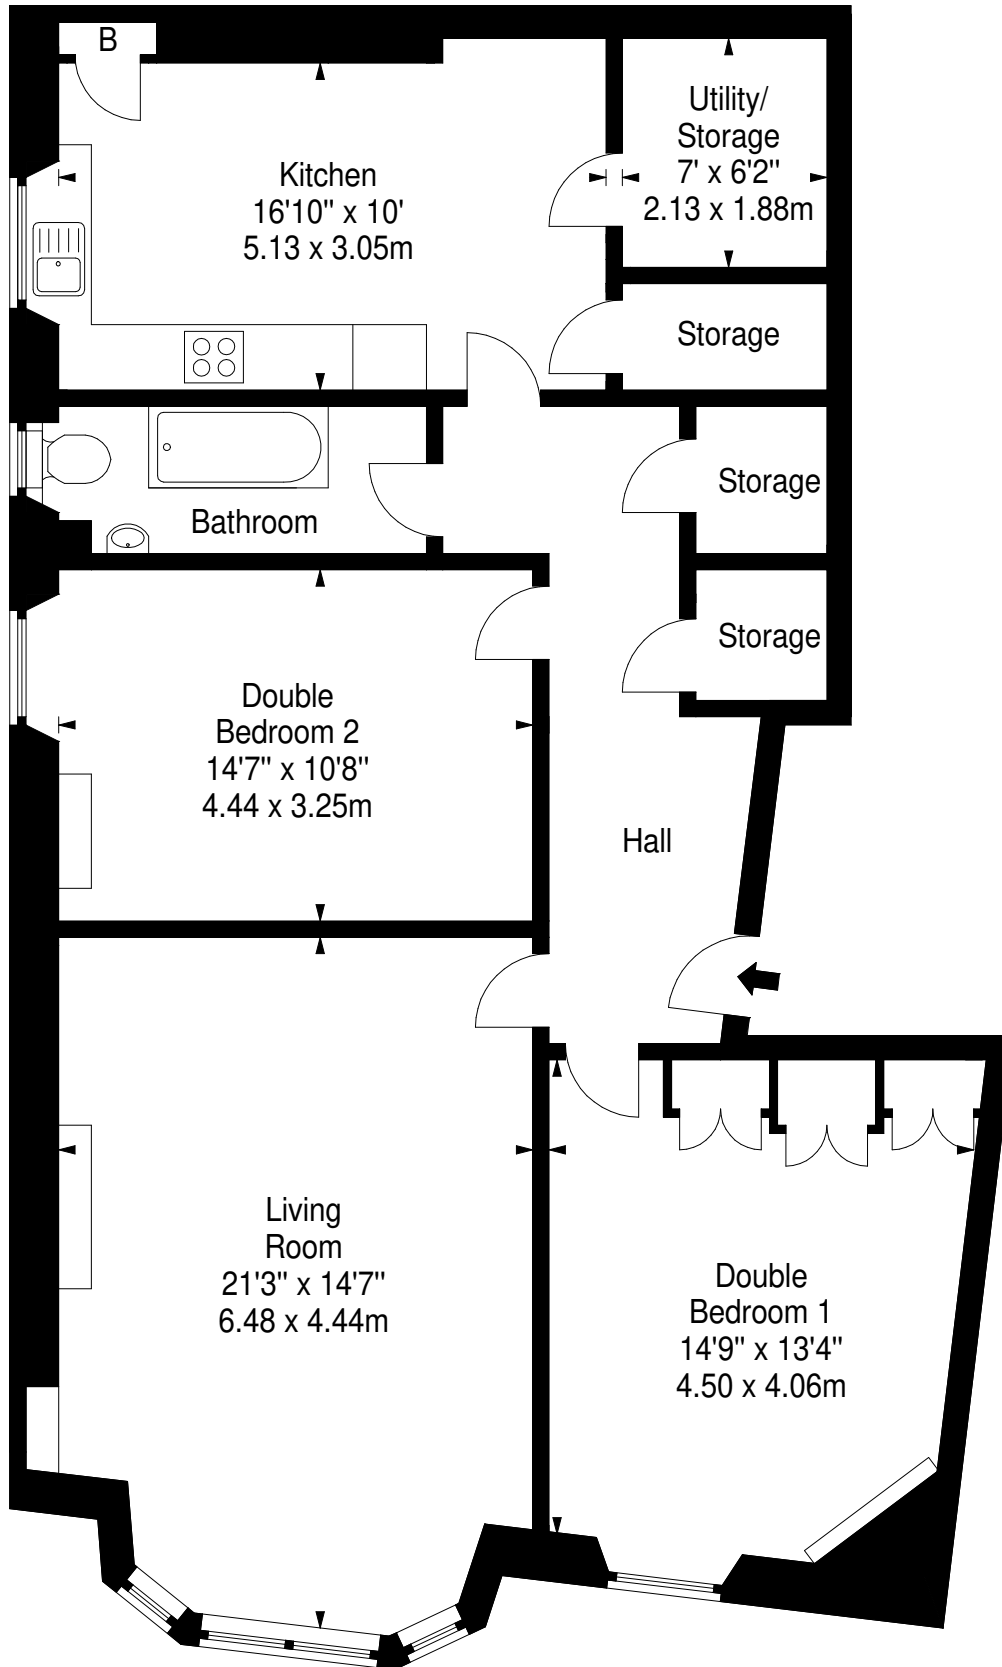 B
Kitchen
16'10" x 10'
5.13 x 3.05m
Utility/
Storage
7' x 6'2"
2.13 x 1.88m
Storage
Storage
Bathroom
Storage
Double
Bedroom 2
14'7" x 10'8"
4.44 x 3.25m
Hall
Living
Room
21'3" x 14'7"
6.48 x 4.44m
Double
Bedroom 1
14'9" x 13'4"
4.50 x 4.06m